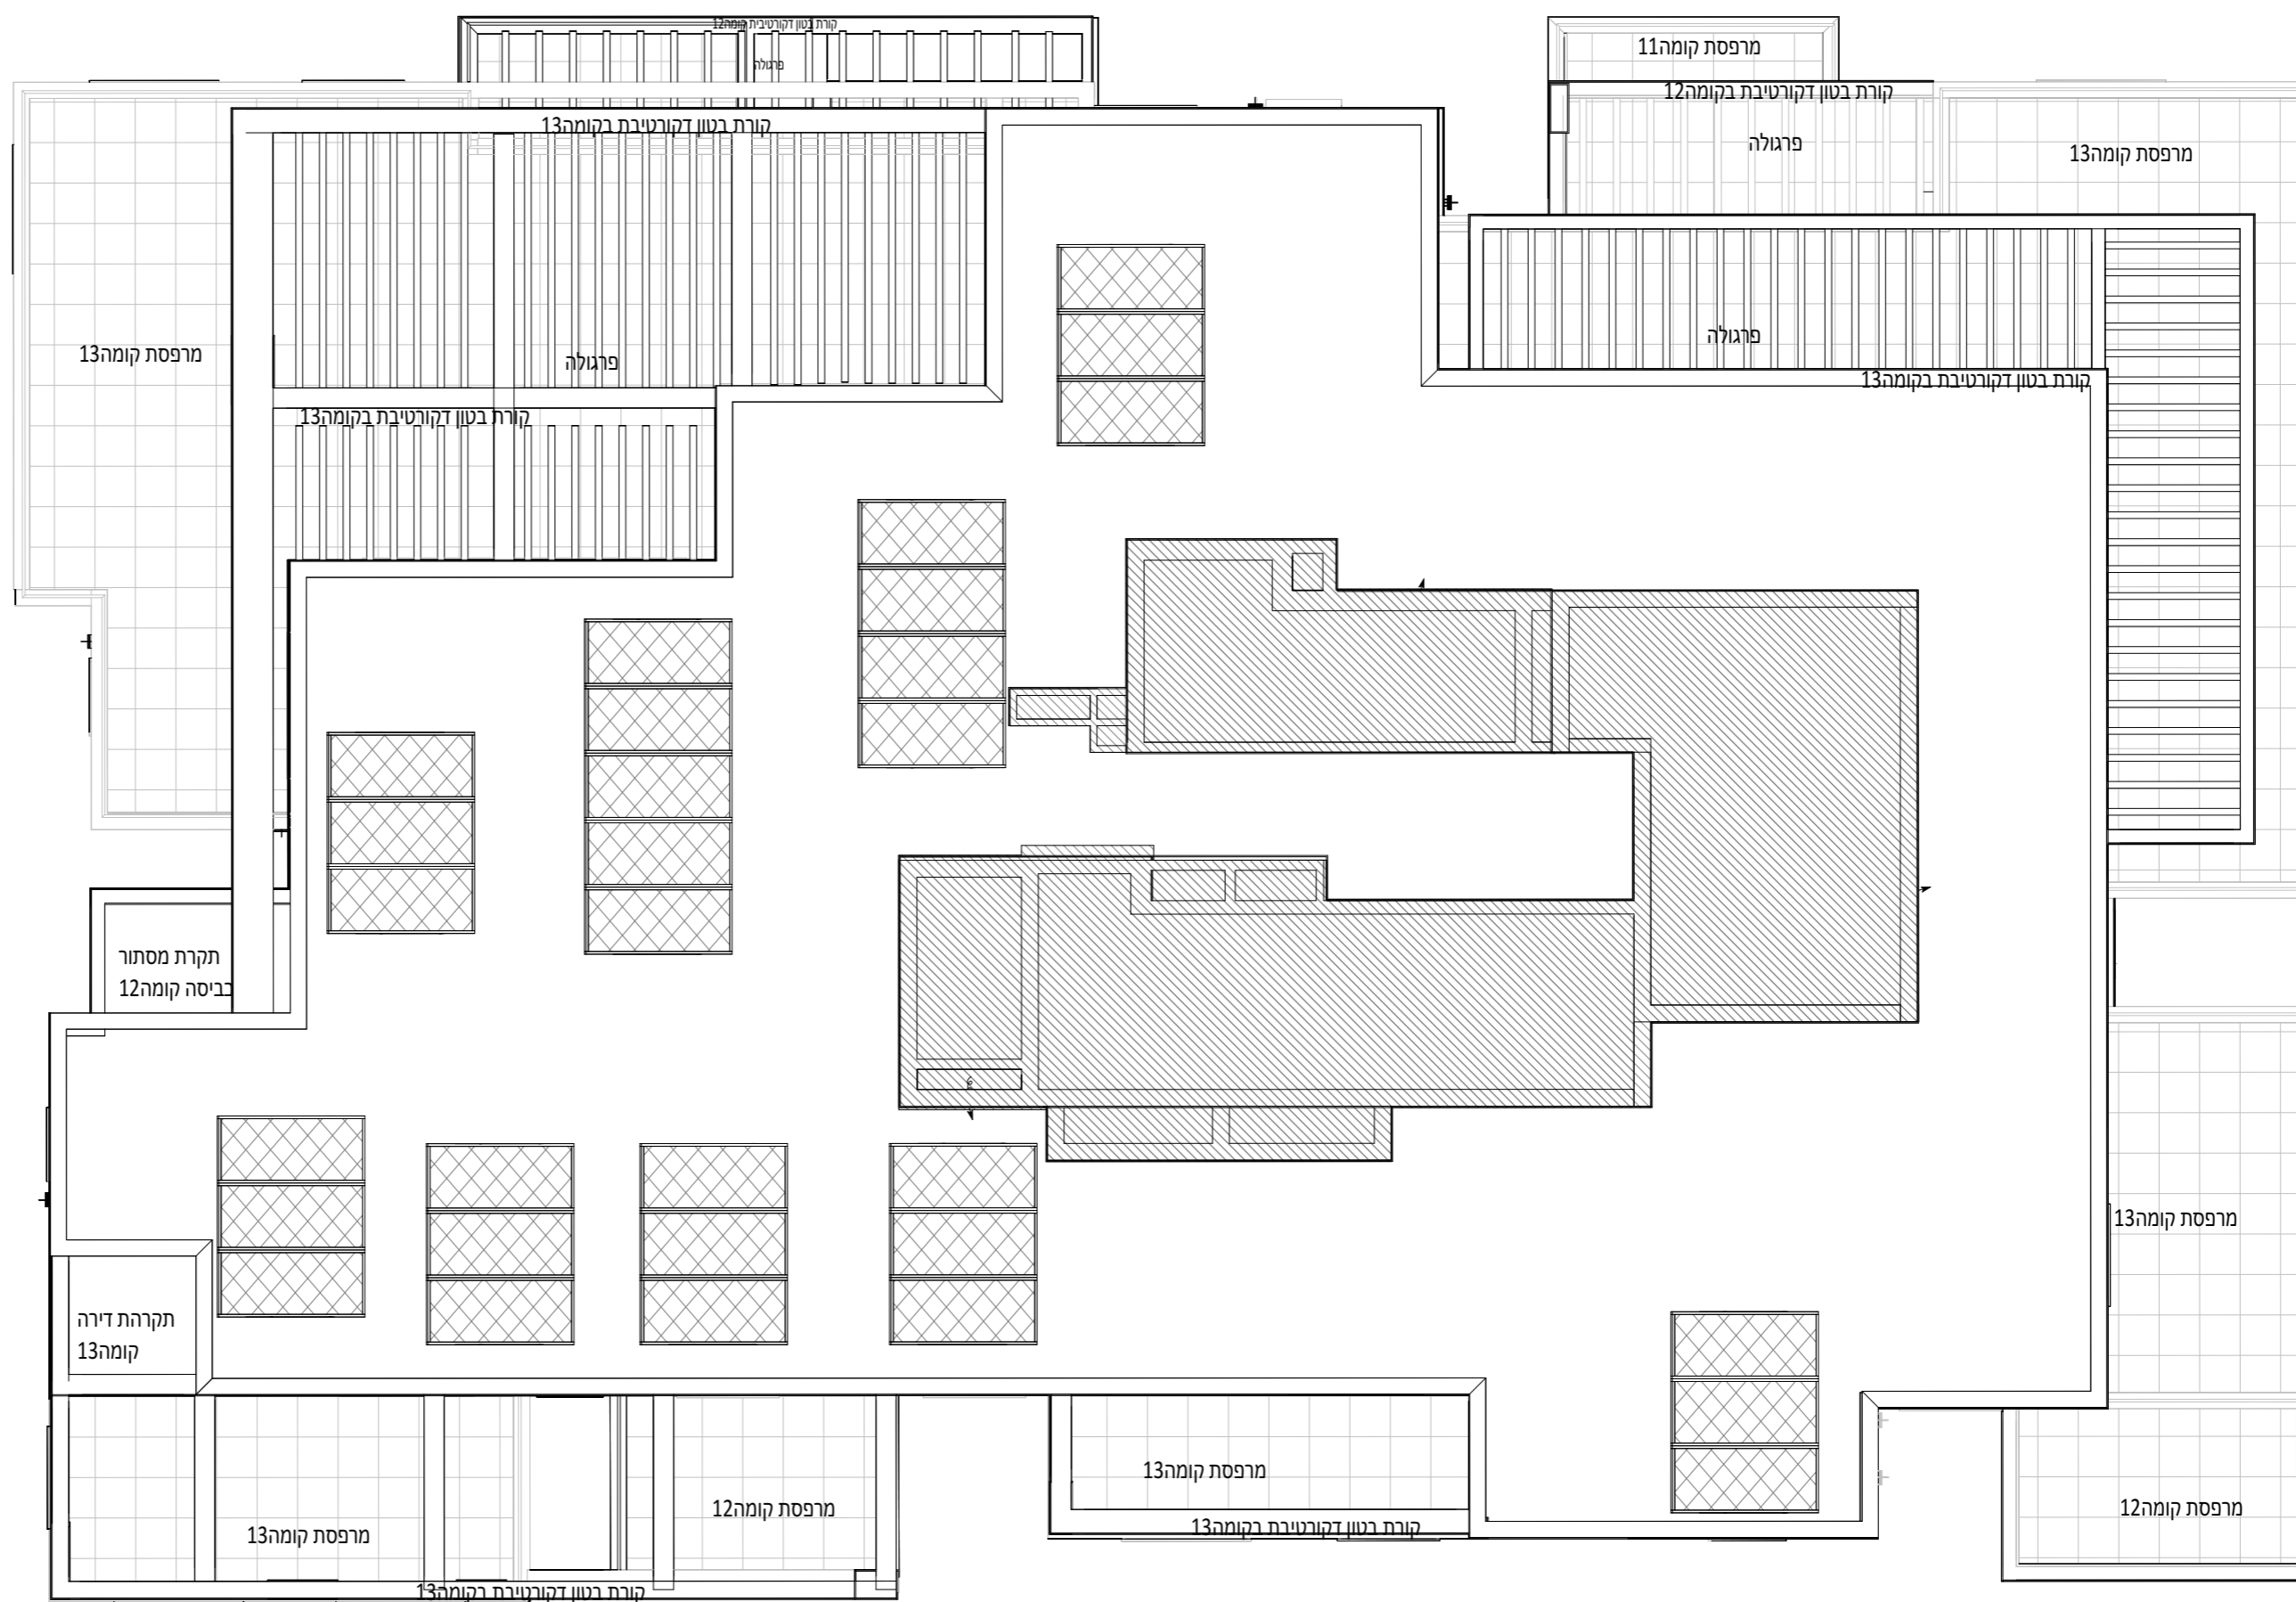 קורת בטון דקורטיבית קומה12
מרפסת קומה11
פרגולה
קורת בטון דקורטיבת בקומה12
קורת בטון דקורטיבת בקומה13
פרגולה
מרפסת קומה13
פרגולה
מרפסת קומה13
פרגולה
קורת בטון דקורטיבת בקומה13
קורת בטון דקורטיבת בקומה13
תקרת מסתור
כביסה קומה12
מרפסת קומה13
תקרהת דירה
קומה13
מרפסת קומה13
מרפסת קומה12
מרפסת קומה12
קורת בטון דקורטיבת בקומה13
מרפסת קומה13
קורת בטון דקורטיבת בקומה13